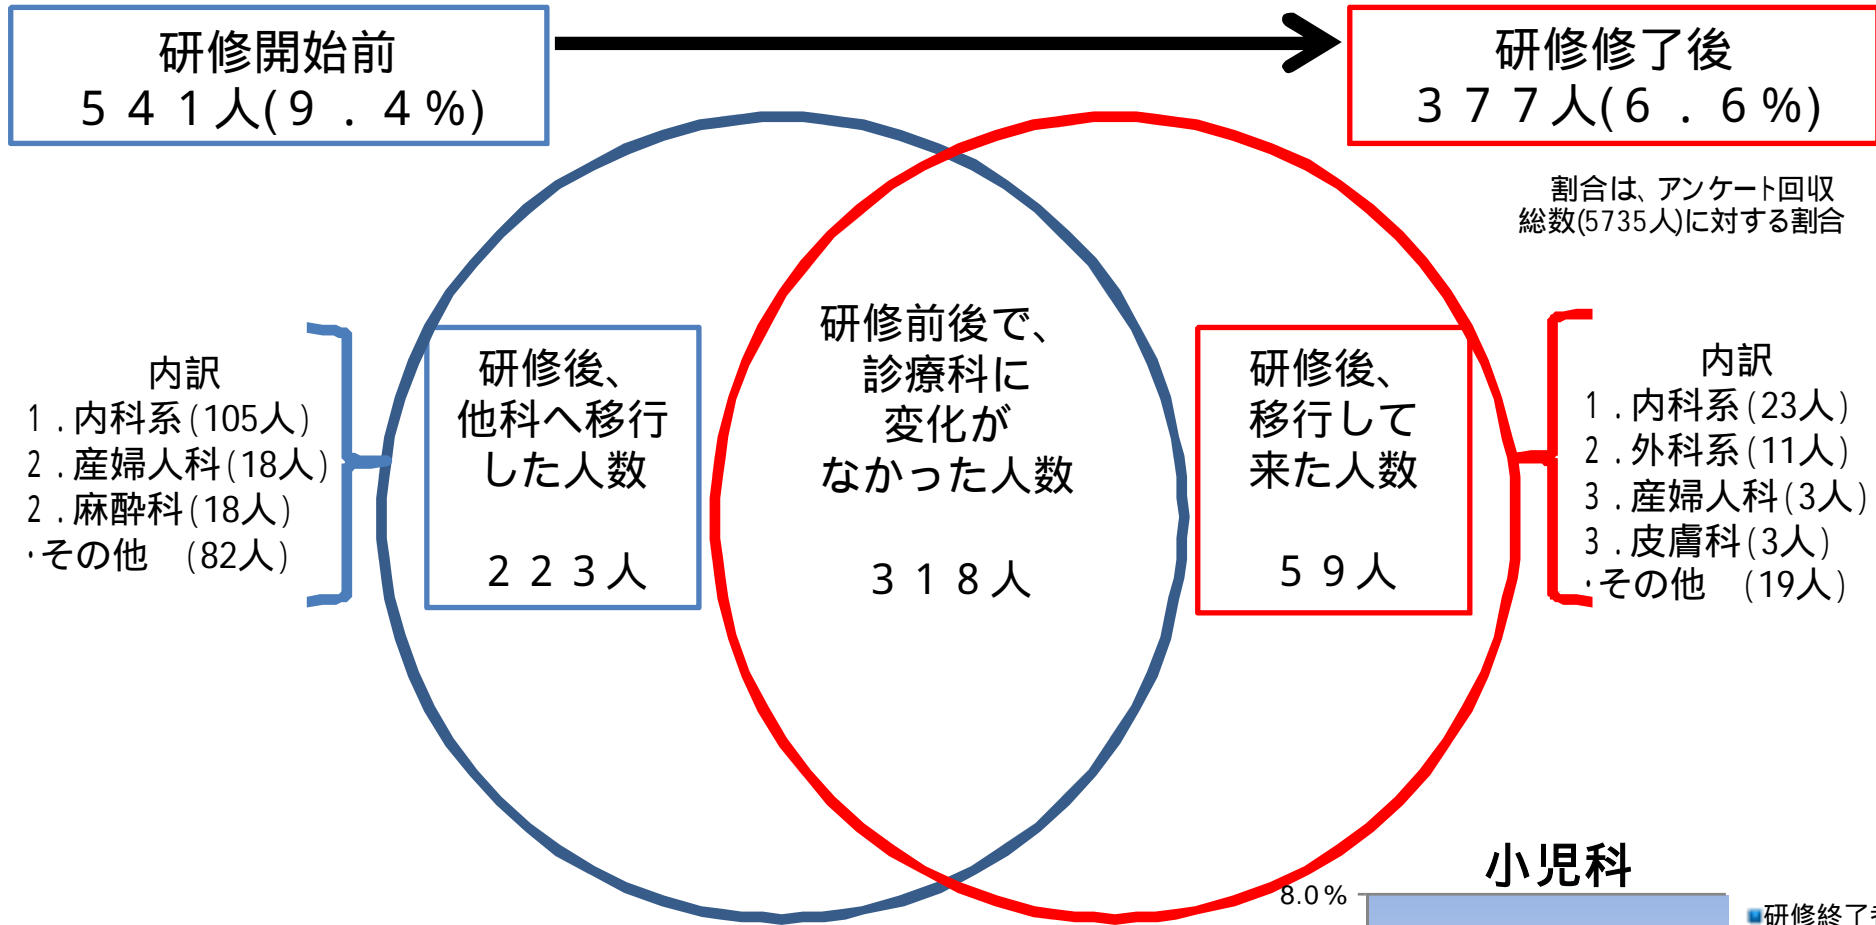 研修開始前
５４１人(９．４%)
研修修了後
３７７人(６．６%)
割合は、アンケート回収
総数(5735人)に対する割合
内訳
１.内科系(105人)
２.産婦人科(18人)
２.麻酔科(18人)
・その他　(82人)
研修後、
他科へ移行
した人数
２２３人
研修前後で、
診療科に
変化が
なかった人数
３１８人
研修後、
移行して
来た人数
５９人
内訳
１.内科系(23人)
２.外科系(11人)
３.産婦人科(3人)
３.皮膚科(3人)
・その他　(19人)
小児科
8.0%
研修終了